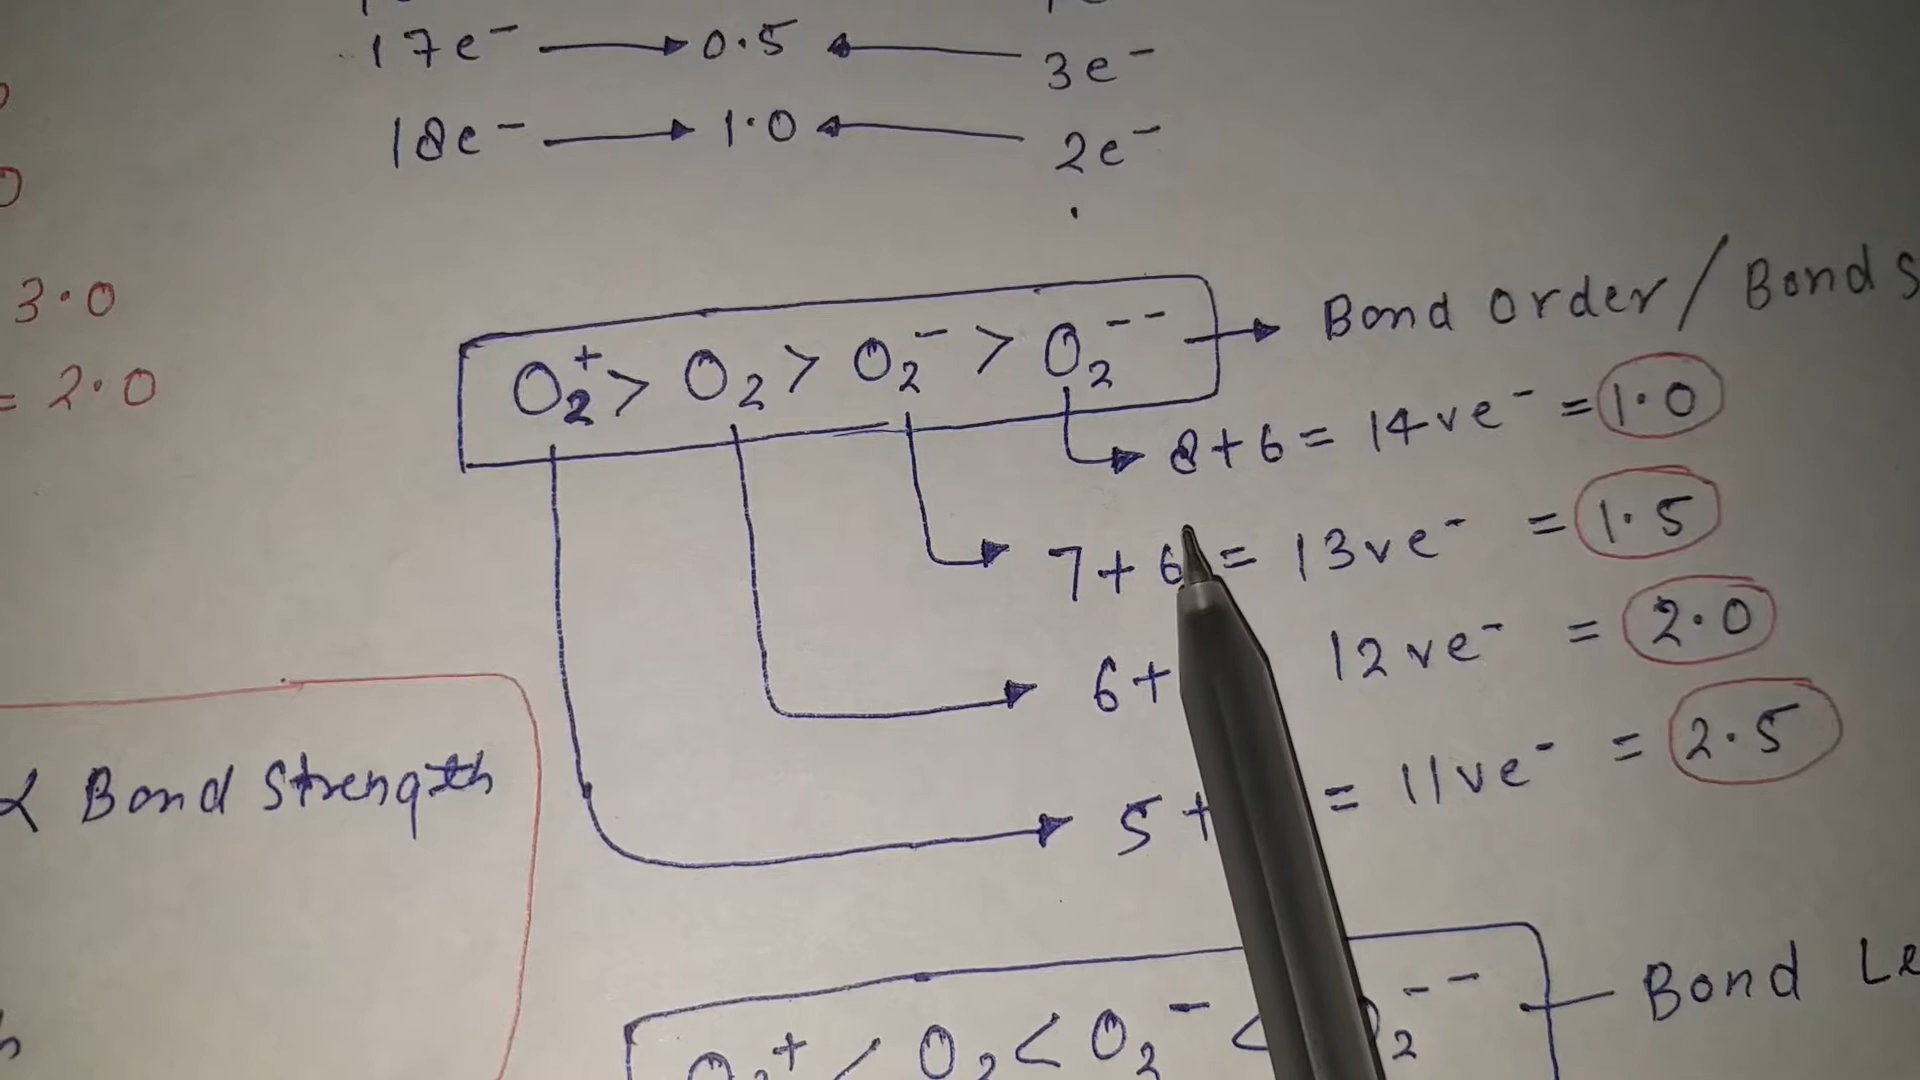 17e⁻ → 0.5 ← 3e⁻
18e⁻ → 1.0 ← 2e⁻
3.0
= 2.0
O₂⁺ > O₂ > O₂⁻ > O₂⁻⁻ → Bond Order / Bond S
8+6 = 14ve⁻ = 1.0
7+6 = 13ve⁻ = 1.5
6+ 12ve⁻ = 2.0
5+ = 11ve⁻ = 2.5
α Bond Strength
O₂⁺ < O₂ < O₂⁻ < O₂⁻⁻ Bond Le